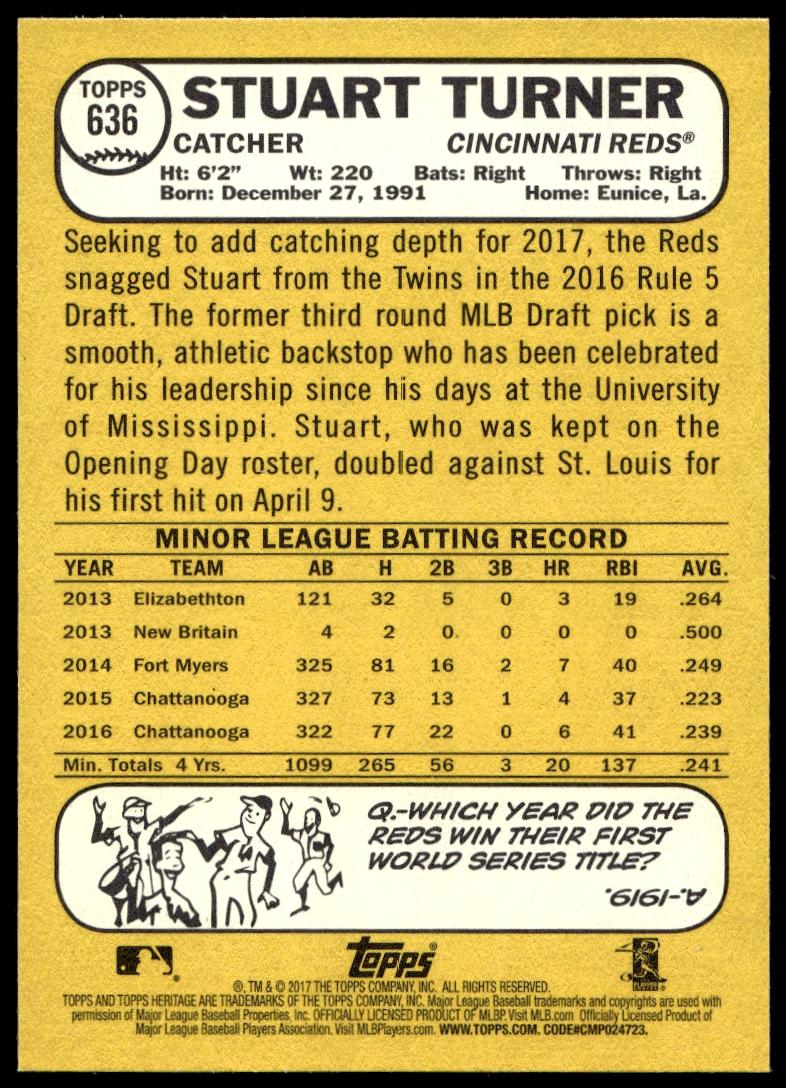 TOPPS
636
STUART TURNER
CATCHER CINCINNATI REDS®
Ht: 6'2" Wt: 220 Bats: Right Throws: Right
Born: December 27, 1991 Home: Eunice, La.
Seeking to add catching depth for 2017, the Reds
snagged Stuart from the Twins in the 2016 Rule 5
Draft. The former third round MLB Draft pick is a
smooth, athletic backstop who has been celebrated
for his leadership since his days at the University
of Mississippi. Stuart, who was kept on the
Opening Day roster, doubled against St. Louis for
his first hit on April 9.
MINOR LEAGUE BATTING RECORD
YEAR TEAM AB H 2B 3B HR RBI AVG.
2013 Elizabethton 121 32 5 0 3 19 .264
2013 New Britain 4 2 0 0 0 0 .500
2014 Fort Myers 325 81 16 2 7 40 .249
2015 Chattanooga 327 73 13 1 4 37 .223
2016 Chattanooga 322 77 22 0 6 41 .239
Min. Totals 4 Yrs. 1099 265 56 3 20 137 .241
Q.-WHICH YEAR DID THE
REDS WIN THEIR FIRST
WORLD SERIES TITLE?
A.-1919.
Topps®
®, TM & © 2017 THE TOPPS COMPANY, INC. ALL RIGHTS RESERVED.
TOPPS AND TOPPS HERITAGE ARE TRADEMARKS OF THE TOPPS COMPANY, INC. Major League Baseball trademarks and copyrights are used with
permission of Major League Baseball Properties, Inc. OFFICIALLY LICENSED PRODUCT OF MLBP. Visit MLB.com Officially Licensed Product of
Major League Baseball Players Association. Visit MLBPlayers.com. WWW.TOPPS.COM. CODE#CMP024723.